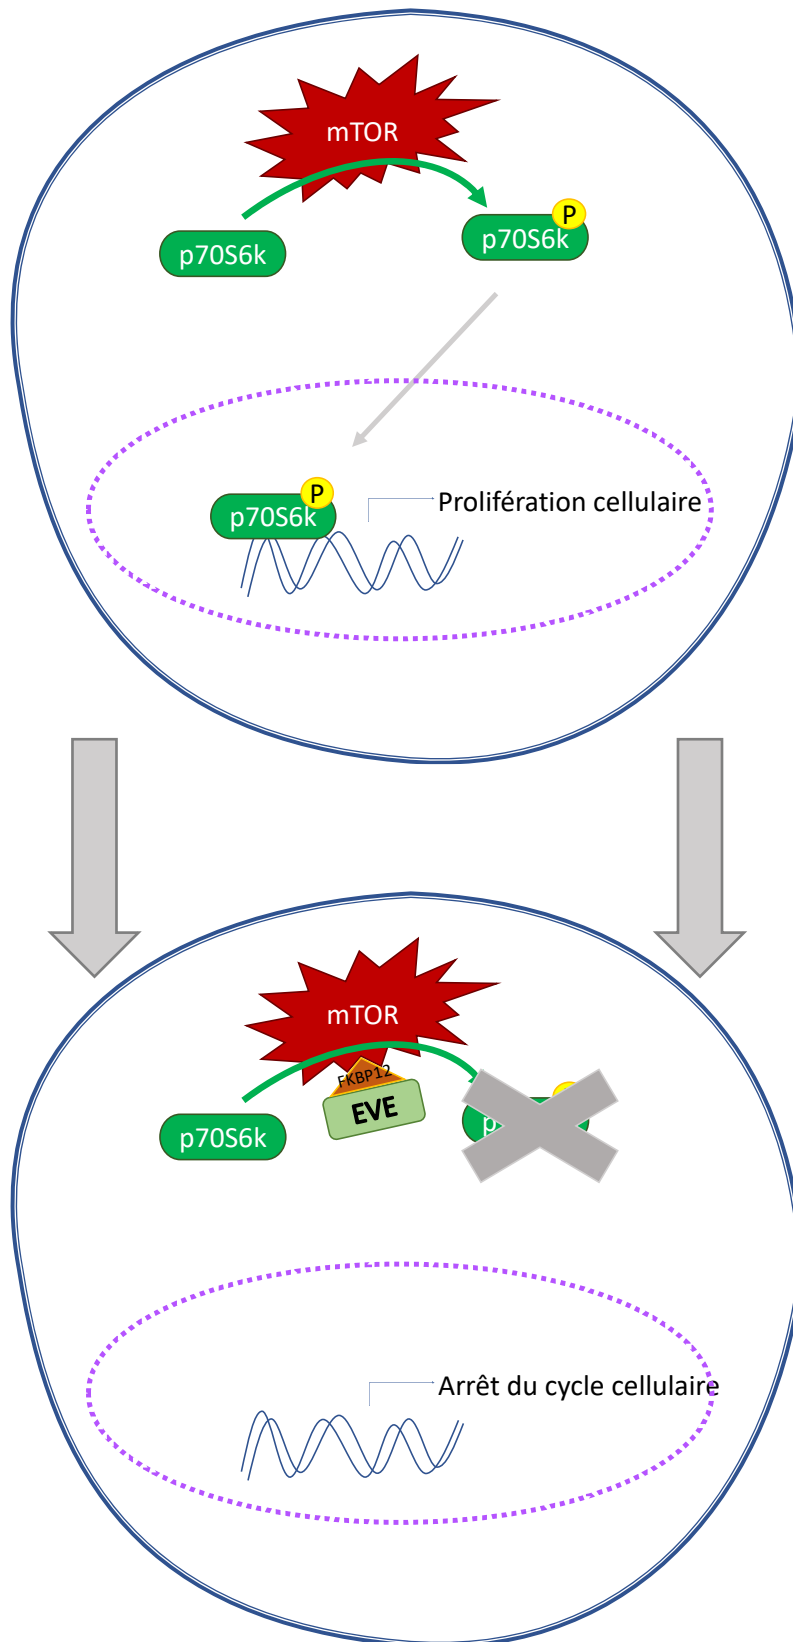 mTOR
p70S6k
P
p70S6k
P
p70S6k
Prolifération cellulaire
mTOR
FKBP12
EVE
p70S6k
p
Arrêt du cycle cellulaire